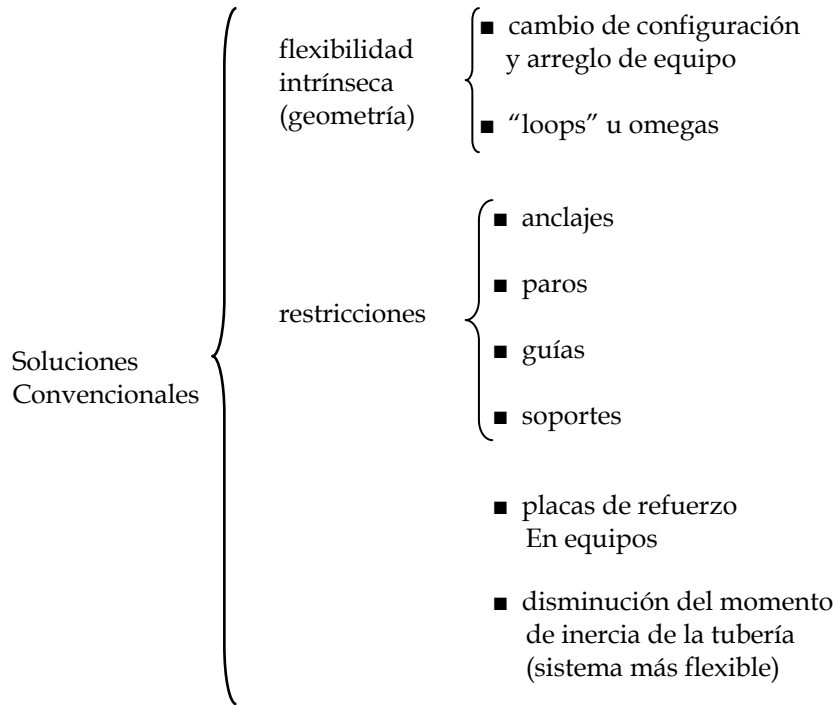 Soluciones
Convencionales
flexibilidad
intrínseca
(geometría)
■ cambio de configuración
y arreglo de equipo
■ “loops” u omegas
restricciones
■ anclajes
■ paros
■ guías
■ soportes
■ placas de refuerzo
En equipos
■ disminución del momento
de inercia de la tubería
(sistema más flexible)